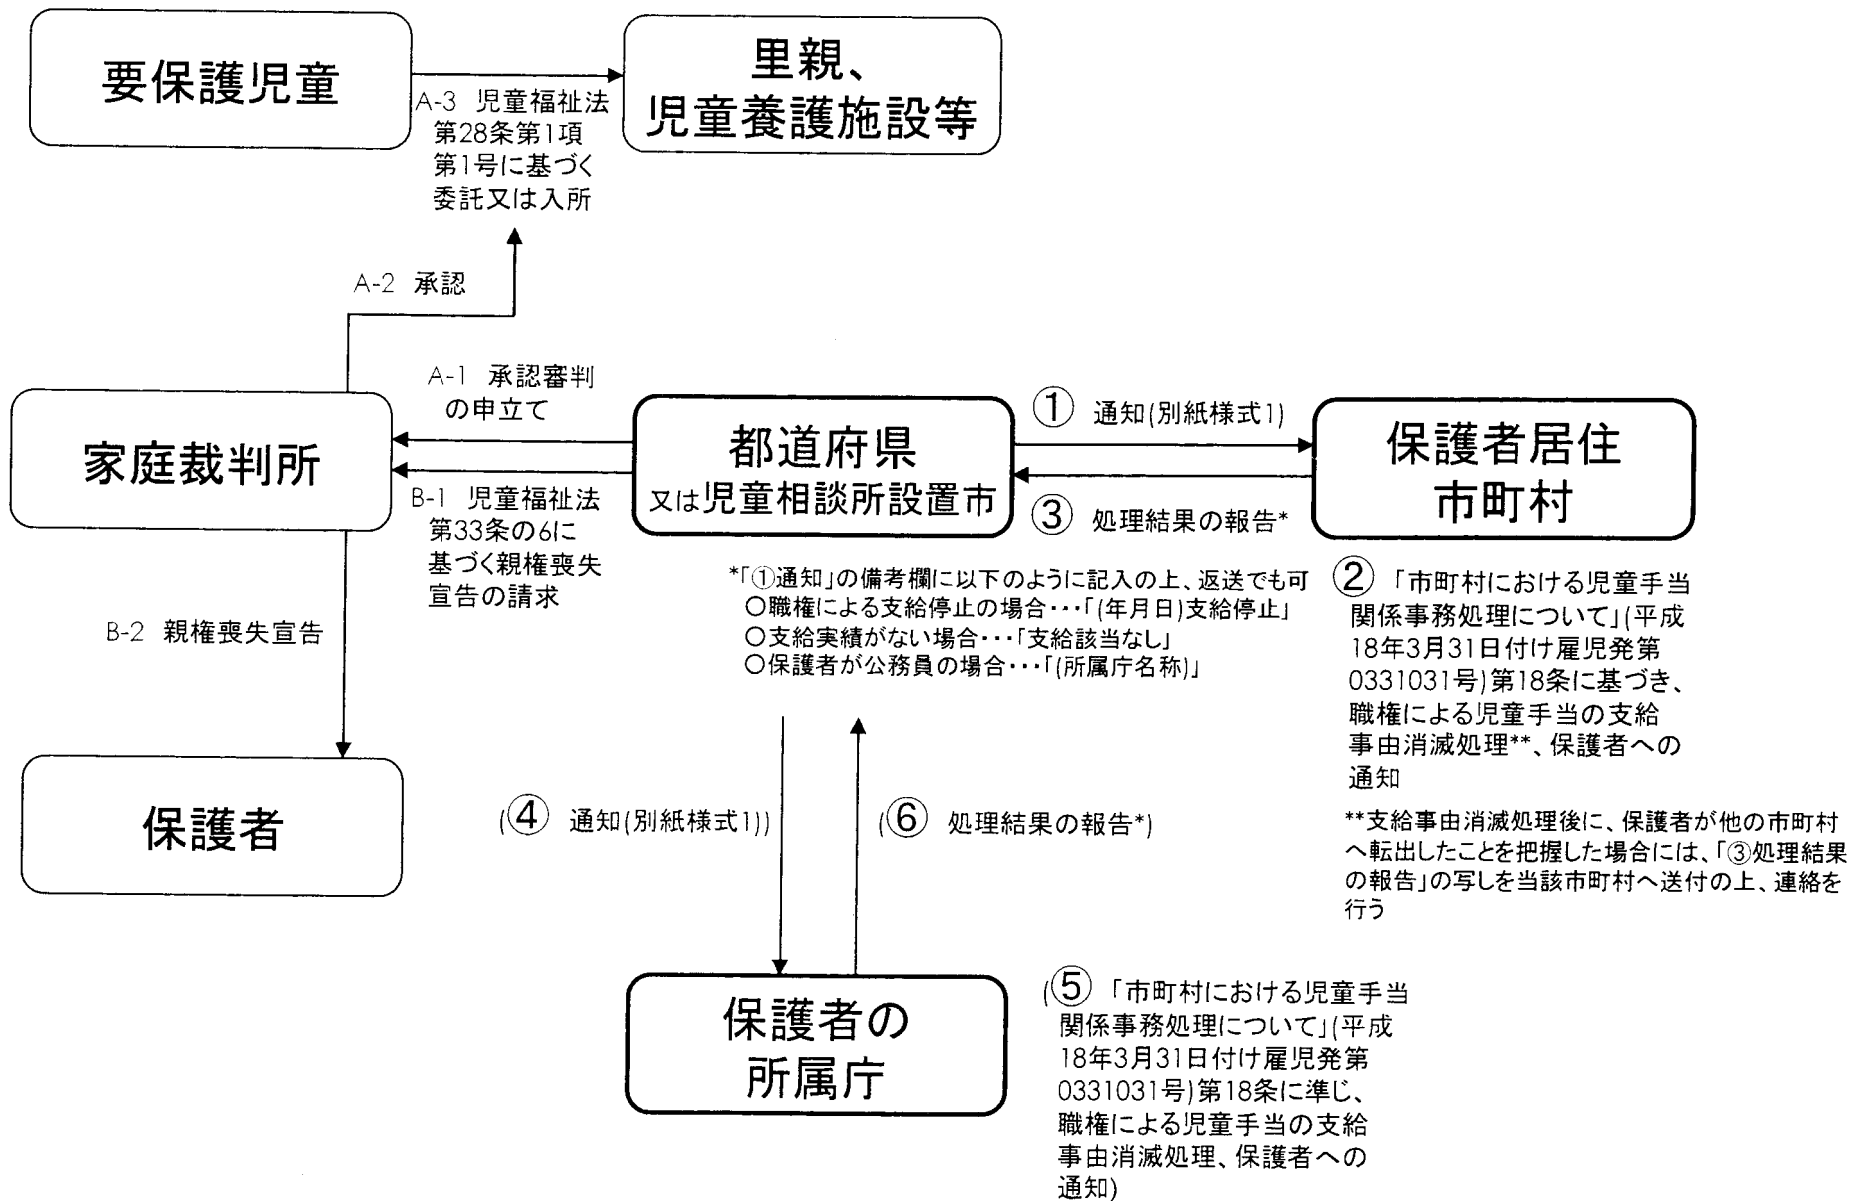 要保護児童
里親、
児童養護施設等
A-3 児童福祉法
第28条第1項
第1号に基づく
委託又は入所
A-2 承認
A-1 承認審判
の申立て
家庭裁判所
都道府県
又は児童相談所設置市
① 通知(別紙様式1)
保護者居住
市町村
B-1 児童福祉法
第33条の6に
基づく親権喪失
宣告の請求
③ 処理結果の報告*
*「①通知」の備考欄に以下のように記入の上、返送でも可
○職権による支給停止の場合・・・「(年月日)支給停止」
○支給実績がない場合・・・「支給該当なし」
○保護者が公務員の場合・・・「(所属庁名称)」
② 「市町村における児童手当
関係事務処理について」(平成
18年3月31日付け雇児発第
0331031号)第18条に基づき、
職権による児童手当の支給
事由消滅処理**、保護者への
通知
**支給事由消滅処理後に、保護者が他の市町村
へ転出したことを把握した場合には、「③処理結果
の報告」の写しを当該市町村へ送付の上、連絡を
行う
B-2 親権喪失宣告
保護者
(④ 通知(別紙様式1))
(⑥ 処理結果の報告*)
保護者の
所属庁
(⑤ 「市町村における児童手当
関係事務処理について」(平成
18年3月31日付け雇児発第
0331031号)第18条に準じ、
職権による児童手当の支給
事由消滅処理、保護者への
通知)